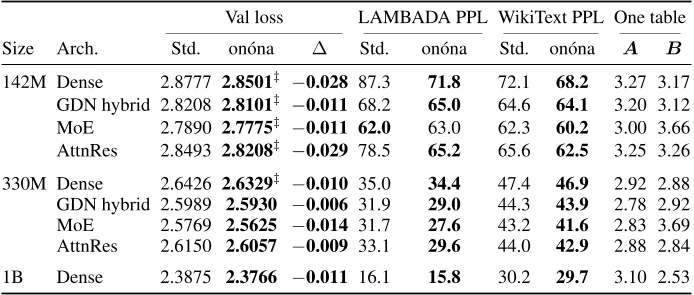 Val loss LAMBADA PPL WikiText PPL One table
Size Arch. Std. onóna Δ Std. onóna Std. onóna A B
142M Dense 2.8777 2.8501‡ −0.028 87.3 71.8 72.1 68.2 3.27 3.17
GDN hybrid 2.8208 2.8101‡ −0.011 68.2 65.0 64.6 64.1 3.20 3.12
MoE 2.7890 2.7775‡ −0.011 62.0 63.0 62.3 60.2 3.00 3.66
AttnRes 2.8493 2.8208‡ −0.029 78.5 65.2 65.6 62.5 3.25 3.26
330M Dense 2.6426 2.6329‡ −0.010 35.0 34.4 47.4 46.9 2.92 2.88
GDN hybrid 2.5989 2.5930 −0.006 31.9 29.0 44.3 43.9 2.78 2.92
MoE 2.5769 2.5625 −0.014 31.7 27.6 43.2 41.6 2.83 3.69
AttnRes 2.6150 2.6057 −0.009 33.1 29.6 44.0 42.9 2.88 2.84
1B Dense 2.3875 2.3766 −0.011 16.1 15.8 30.2 29.7 3.10 2.53